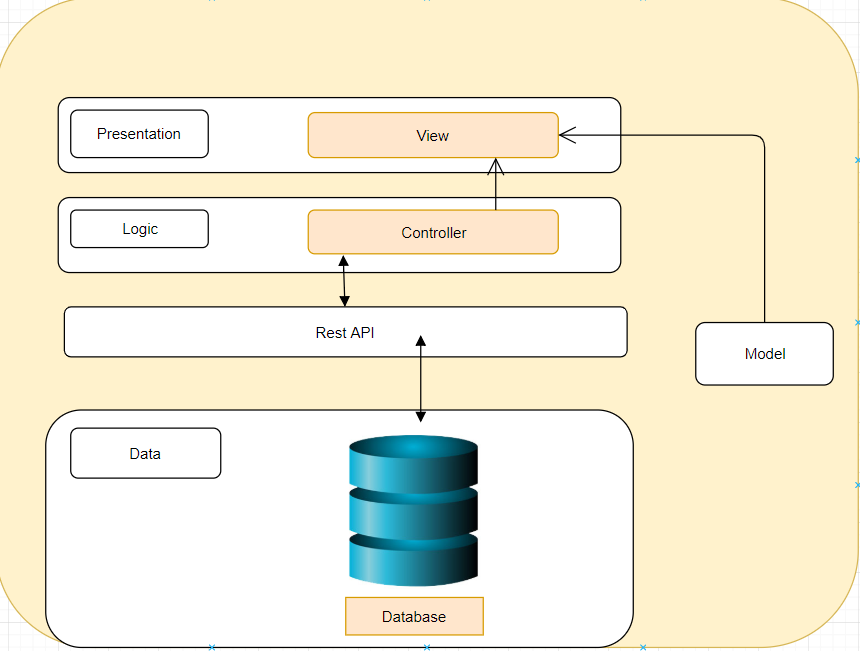 Presentation
View
Logic
Controller
Rest API
Model
Data
Database